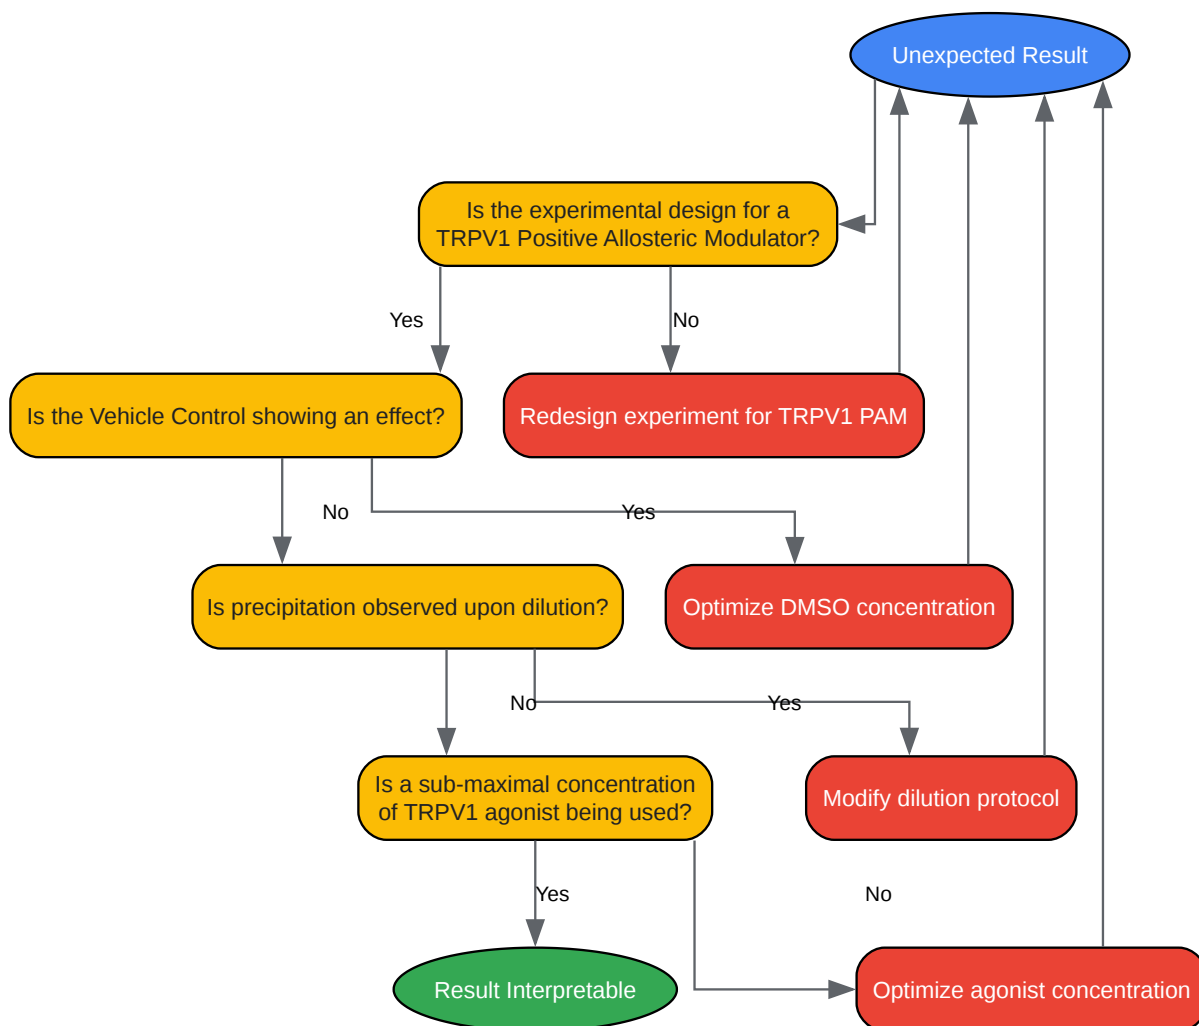 Unexpected Result
Is the experimental design for a
TRPV1 Positive Allosteric Modulator?
Yes
No
Is the Vehicle Control showing an effect?
Redesign experiment for TRPV1 PAM
No
Yes
Is precipitation observed upon dilution?
Optimize DMSO concentration
No
Yes
Is a sub-maximal concentration
of TRPV1 agonist being used?
Modify dilution protocol
Yes
No
Result Interpretable
Optimize agonist concentration